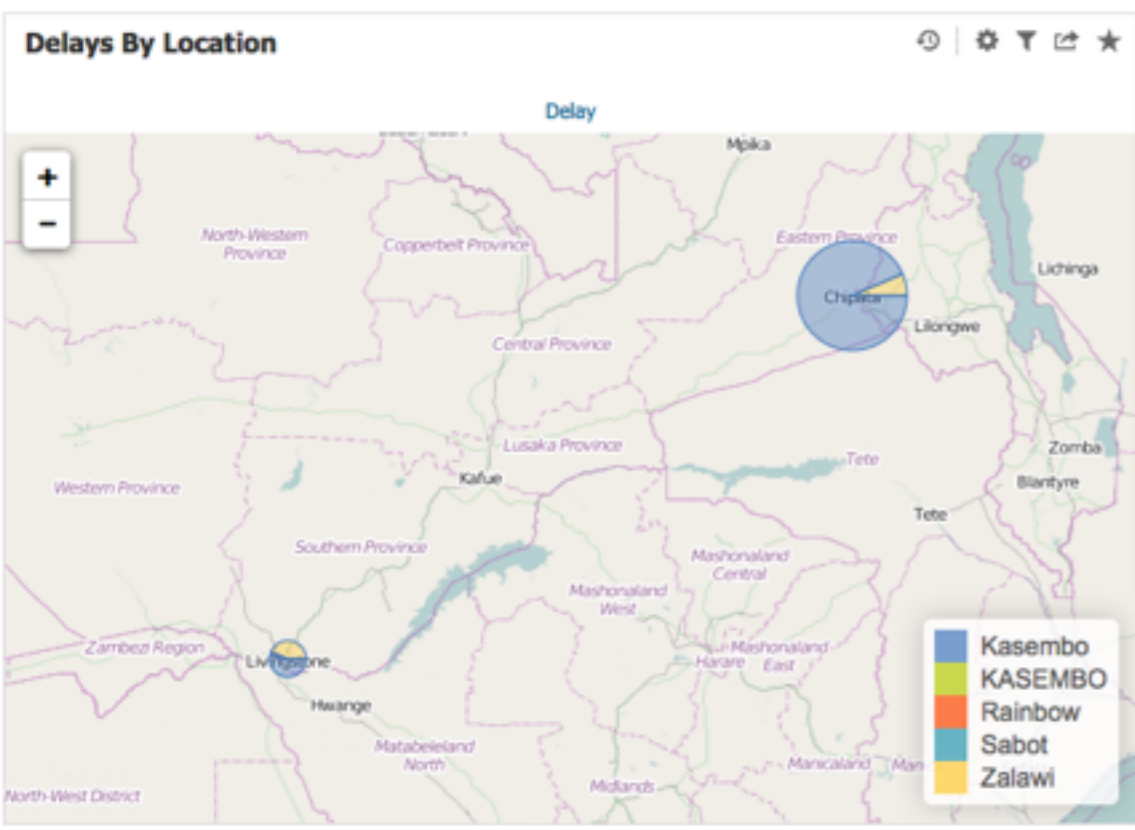 Delays By Location
Delay
+
−
Mpika
North-Western
Province
Copperbelt Province
Eastern Province
Lichinga
Chipata
Lilongwe
Central Province
Lusaka Province
Zomba
Tete
Kafue
Western Province
Blantyre
Tete
Southern Province
Mashonaland
Central
Mashonaland
West
Zambezi Region
Livingstone
Mashonaland
East
Harare
Hwange
Matabeleland
North
Midlands
Manicaland
Man
North-West District
Kasembo
KASEMBO
Rainbow
Sabot
Zalawi